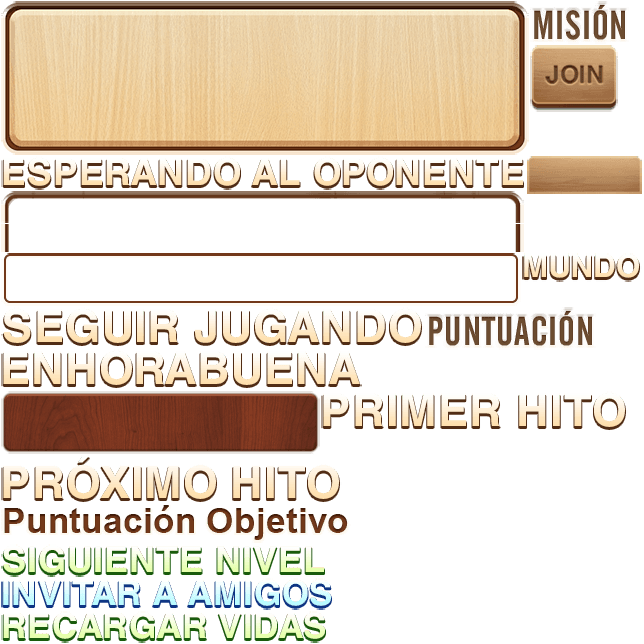 MISIÓN
JOIN
ESPERANDO AL OPONENTE
MUNDO
SEGUIR JUGANDO
PUNTUACIÓN
ENHORABUENA
PRIMER HITO
PRÓXIMO HITO
Puntuación Objetivo
SIGUIENTE NIVEL
INVITAR A AMIGOS
RECARGAR VIDAS